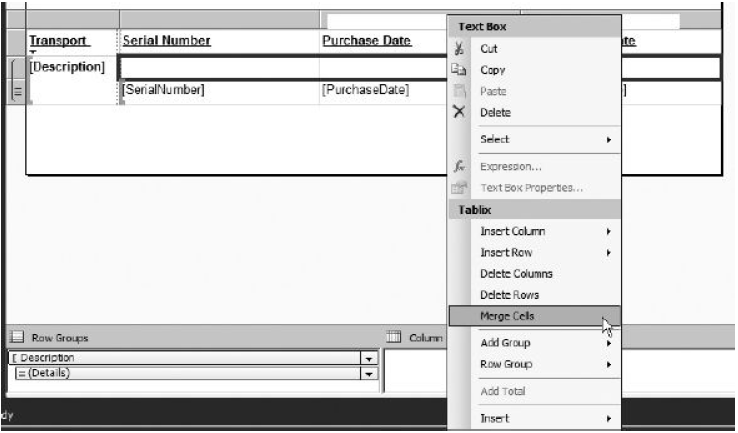 Transport Serial Number Purchase Date te
[Description]
[SerialNumber] [PurchaseDate] ]
Text Box
Cut
Copy
Paste
Delete
Select
fx Expression...
Text Box Properties...
Tablix
Insert Column
Insert Row
Delete Columns
Delete Rows
Merge Cells
Add Group
Row Group
Add Total
Insert
Row Groups Column
[ Description
(Details)
dy